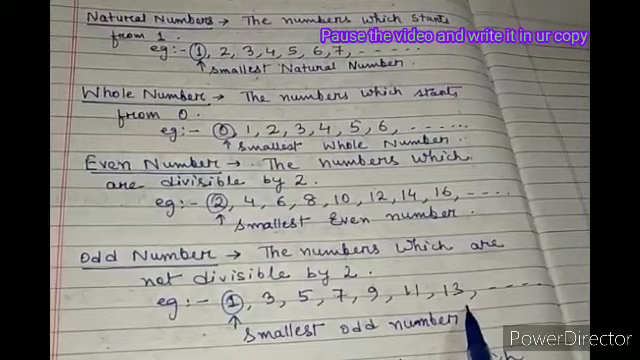 Natural Numbers → The numbers which starts
from 1.
Pause the video and write it in ur copy
eg:- 1, 2, 3, 4, 5, 6, 7, ------
↑ smallest Natural Number.
Whole Number → The numbers which starts
from 0.
eg:- 0, 1, 2, 3, 4, 5, 6, ------
↑ smallest Whole Number.
Even Number → The numbers which
are divisible by 2.
eg:- 2, 4, 6, 8, 10, 12, 14, 16, ----
↑ smallest Even number.
Odd Number → The numbers which are
not divisible by 2.
eg:- 1, 3, 5, 7, 9, 11, 13, -----
↑ smallest odd number
PowerDirector